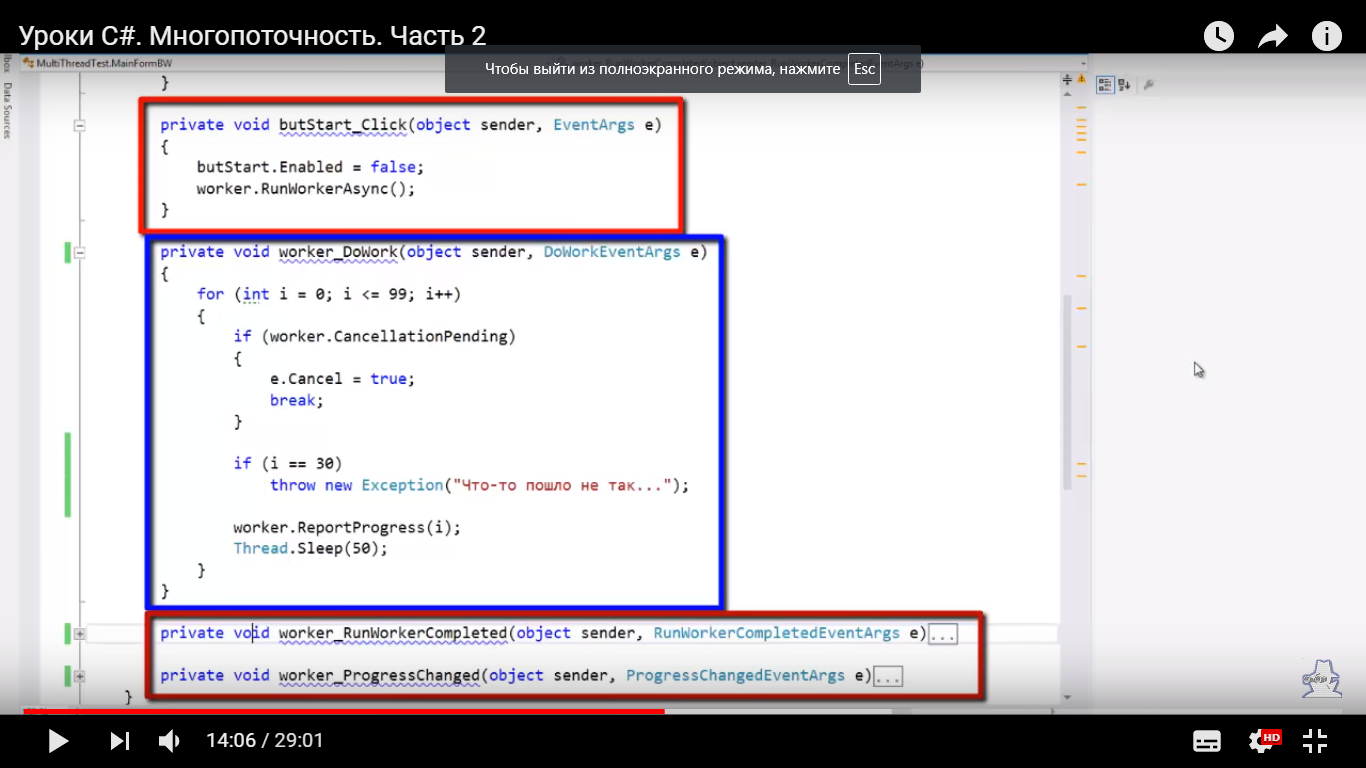 Уроки C#. Многопоточность. Часть 2
MultiThreadTest.MainFormBW
Чтобы выйти из полноэкранного режима, нажмите Esc
Data Sources
}
private void butStart_Click(object sender, EventArgs e)
{
butStart.Enabled = false;
worker.RunWorkerAsync();
}
private void worker_DoWork(object sender, DoWorkEventArgs e)
{
for (int i = 0; i <= 99; i++)
{
if (worker.CancellationPending)
{
e.Cancel = true;
break;
}
if (i == 30)
throw new Exception("Что-то пошло не так...");
worker.ReportProgress(i);
Thread.Sleep(50);
}
}
private void worker_RunWorkerCompleted(object sender, RunWorkerCompletedEventArgs e)...
private void worker_ProgressChanged(object sender, ProgressChangedEventArgs e)...
}
14:06 / 29:01
HD